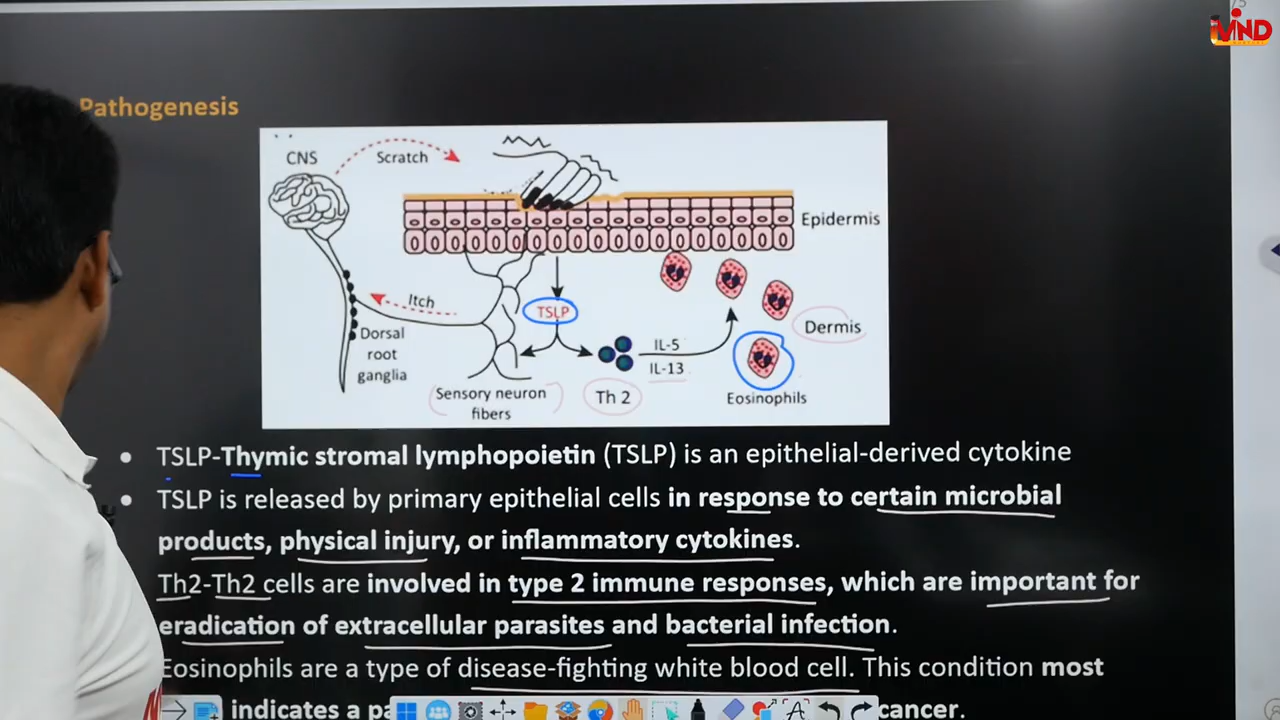 iMND
Pathogenesis
CNS
Scratch
Epidermis
Itch
TSLP
Dermis
Dorsal
root
ganglia
IL-5
IL-13
Sensory neuron
fibers
Th 2
Eosinophils
• TSLP-Thymic stromal lymphopoietin (TSLP) is an epithelial-derived cytokine
• TSLP is released by primary epithelial cells in response to certain microbial
products, physical injury, or inflammatory cytokines.
Th2-Th2 cells are involved in type 2 immune responses, which are important for
eradication of extracellular parasites and bacterial infection.
Eosinophils are a type of disease-fighting white blood cell. This condition most
indicates a
cancer.